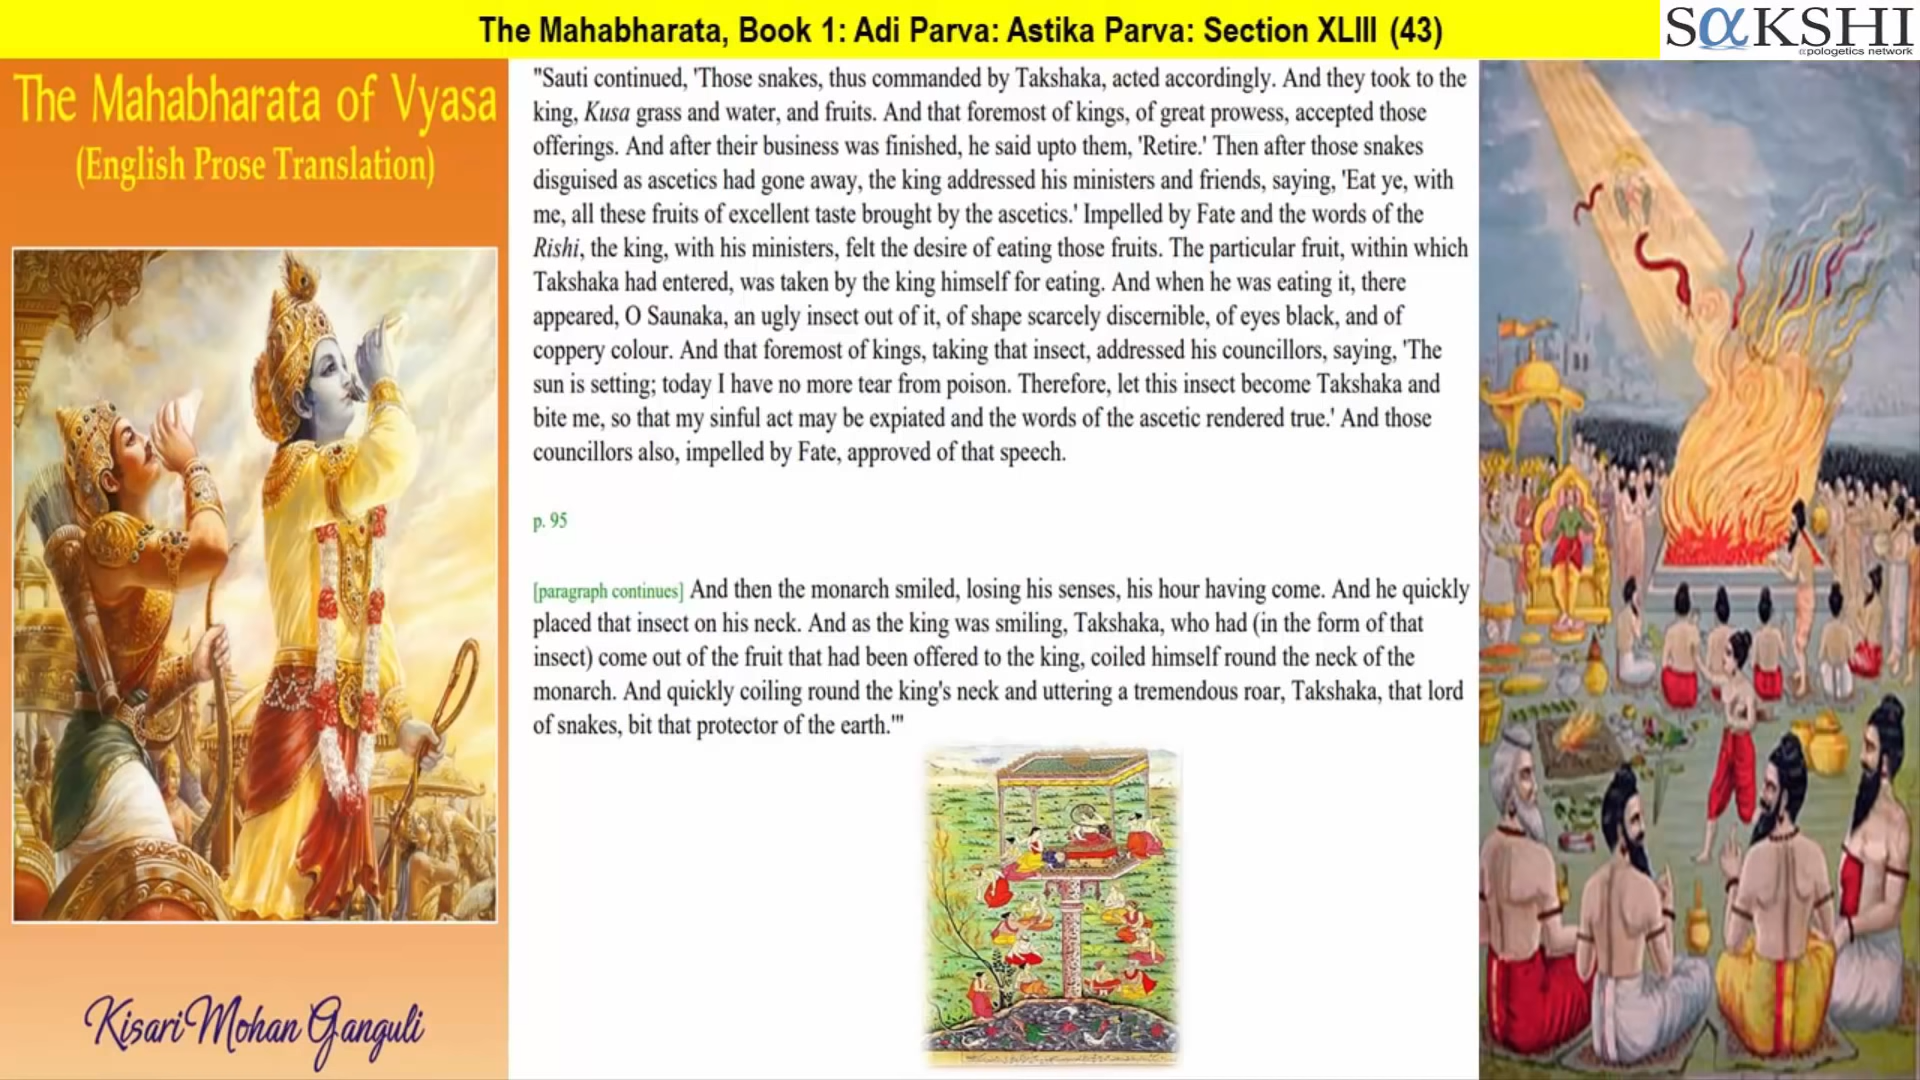 The Mahabharata, Book 1: Adi Parva: Astika Parva: Section XLIII (43)
SαKSHI
αpologetics network
The Mahabharata of Vyasa
(English Prose Translation)
Kisari Mohan Ganguli
"Sauti continued, 'Those snakes, thus commanded by Takshaka, acted accordingly. And they took to the
king, Kusa grass and water, and fruits. And that foremost of kings, of great prowess, accepted those
offerings. And after their business was finished, he said upto them, 'Retire.' Then after those snakes
disguised as ascetics had gone away, the king addressed his ministers and friends, saying, 'Eat ye, with
me, all these fruits of excellent taste brought by the ascetics.' Impelled by Fate and the words of the
Rishi, the king, with his ministers, felt the desire of eating those fruits. The particular fruit, within which
Takshaka had entered, was taken by the king himself for eating. And when he was eating it, there
appeared, O Saunaka, an ugly insect out of it, of shape scarcely discernible, of eyes black, and of
coppery colour. And that foremost of kings, taking that insect, addressed his councillors, saying, 'The
sun is setting; today I have no more tear from poison. Therefore, let this insect become Takshaka and
bite me, so that my sinful act may be expiated and the words of the ascetic rendered true.' And those
councillors also, impelled by Fate, approved of that speech.
p. 95
[paragraph continues] And then the monarch smiled, losing his senses, his hour having come. And he quickly
placed that insect on his neck. And as the king was smiling, Takshaka, who had (in the form of that
insect) come out of the fruit that had been offered to the king, coiled himself round the neck of the
monarch. And quickly coiling round the king's neck and uttering a tremendous roar, Takshaka, that lord
of snakes, bit that protector of the earth.'"